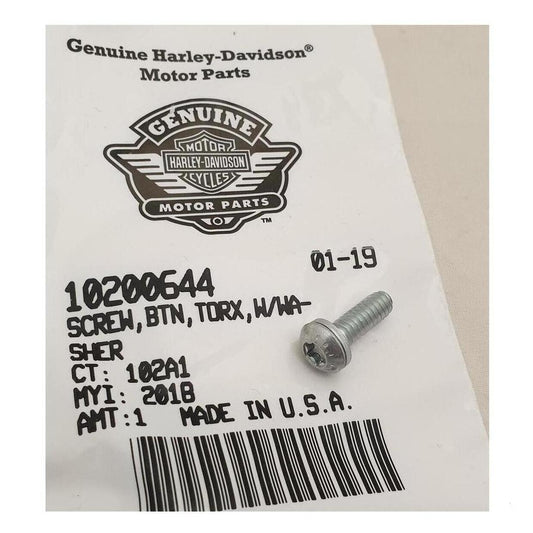 Genuine Harley-Davidson®
Motor Parts
GENUINE
MOTOR
HARLEY-DAVIDSON
CYCLES
MOTOR PARTS
TM
01-19
10200644
SCREW,BTN,TORX,W/WA-
SHER
CT: 102A1
MYI: 2018
AMT:1 MADE IN U.S.A.